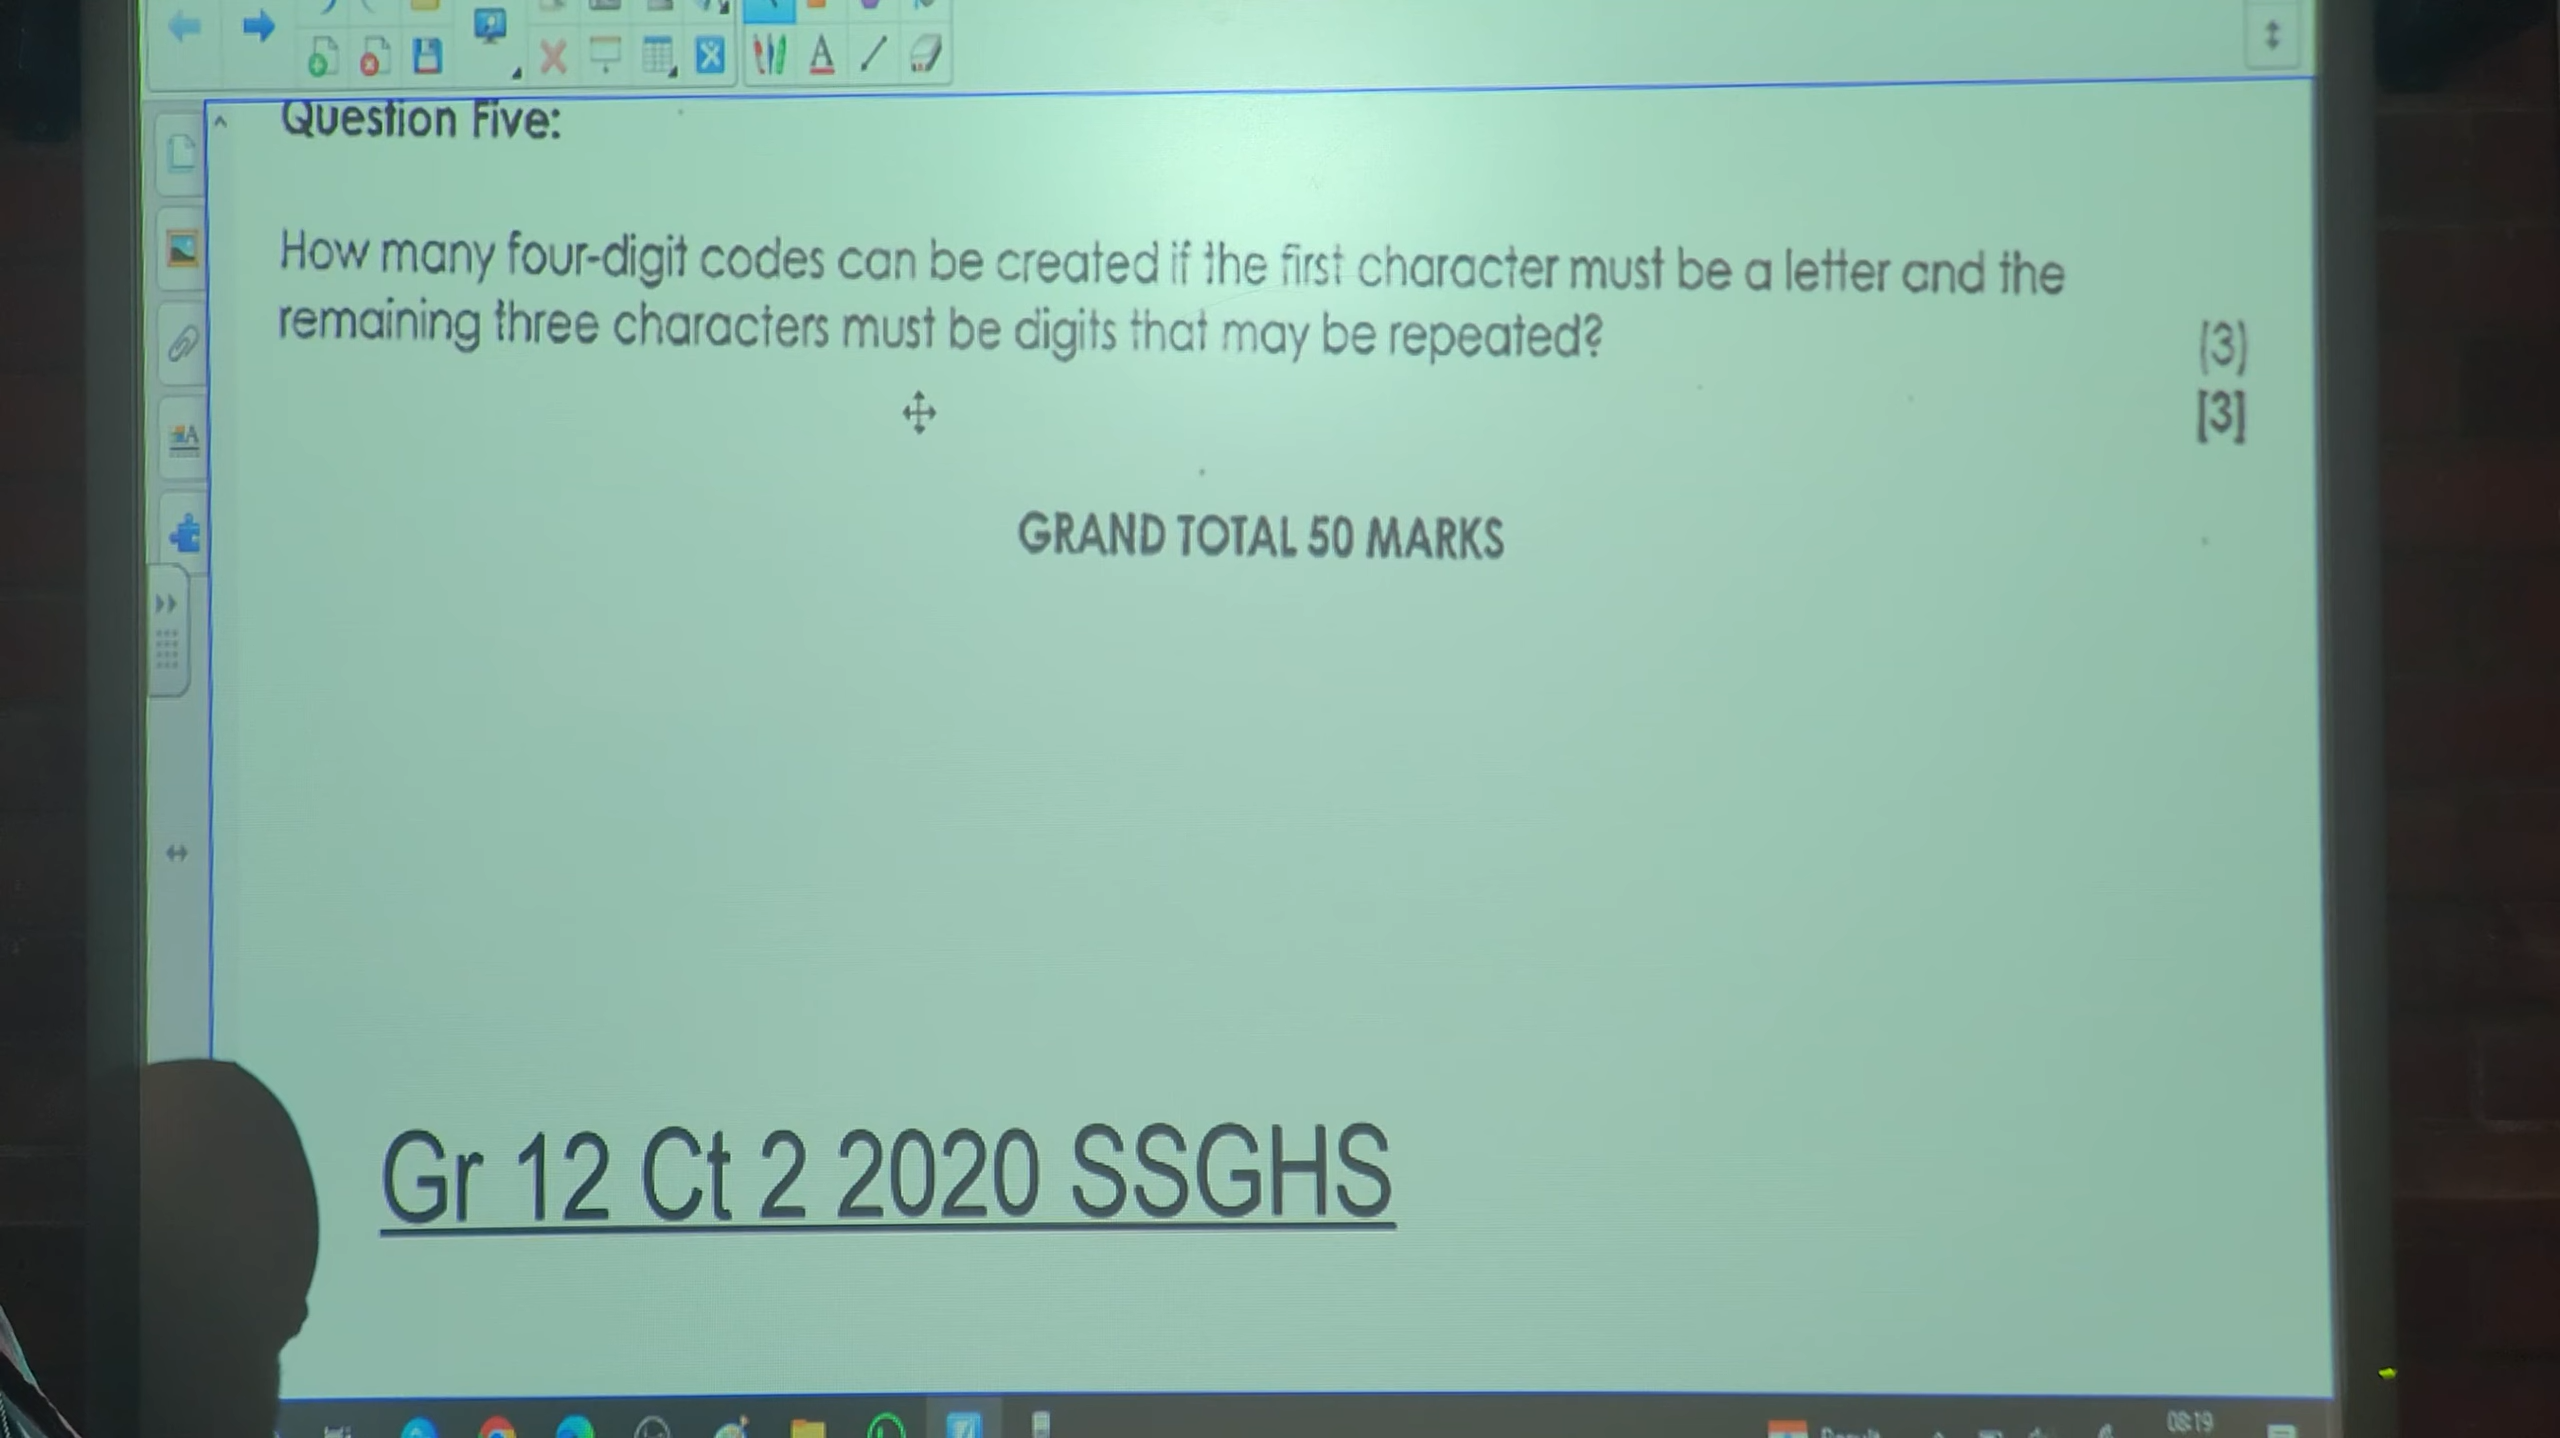 Question Five:
How many four-digit codes can be created if the first character must be a letter and the
remaining three characters must be digits that may be repeated?
(3)
[3]
GRAND TOTAL 50 MARKS
Gr 12 Ct 2 2020 SSGHS
08:19